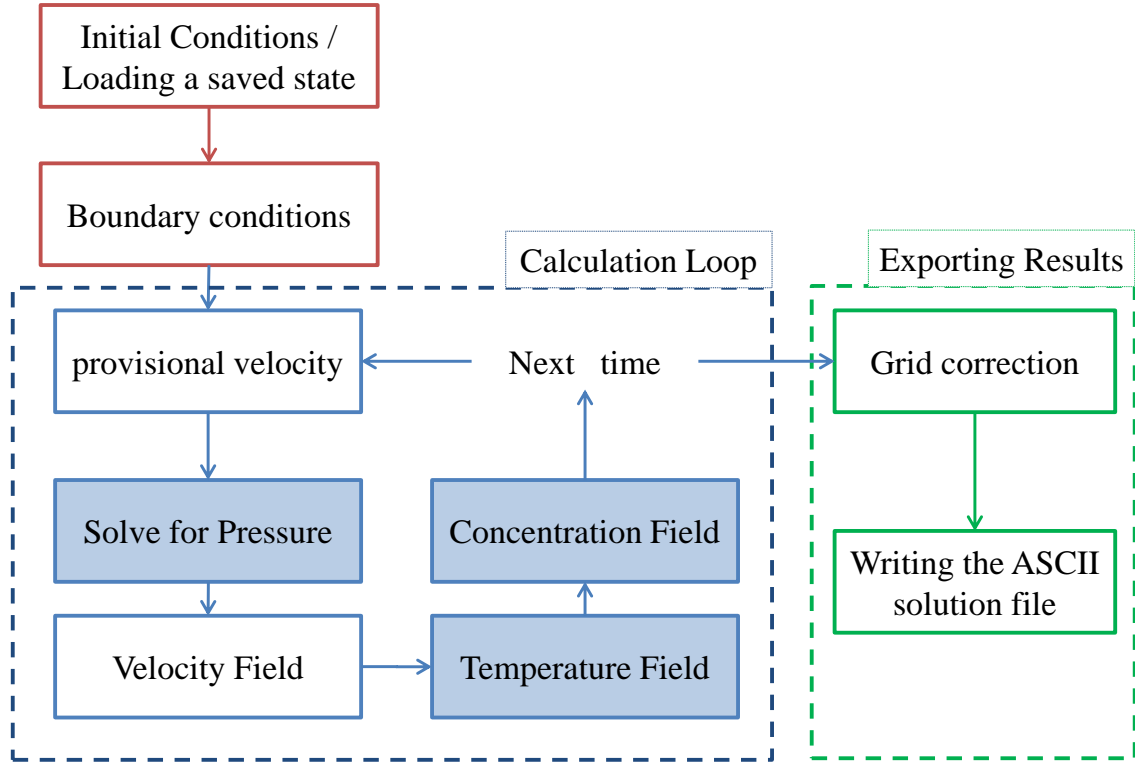 Initial Conditions /
Loading a saved state
Boundary conditions
Calculation Loop
Exporting Results
provisional velocity
Next time
Grid correction
Solve for Pressure
Concentration Field
Writing the ASCII
solution file
Velocity Field
Temperature Field